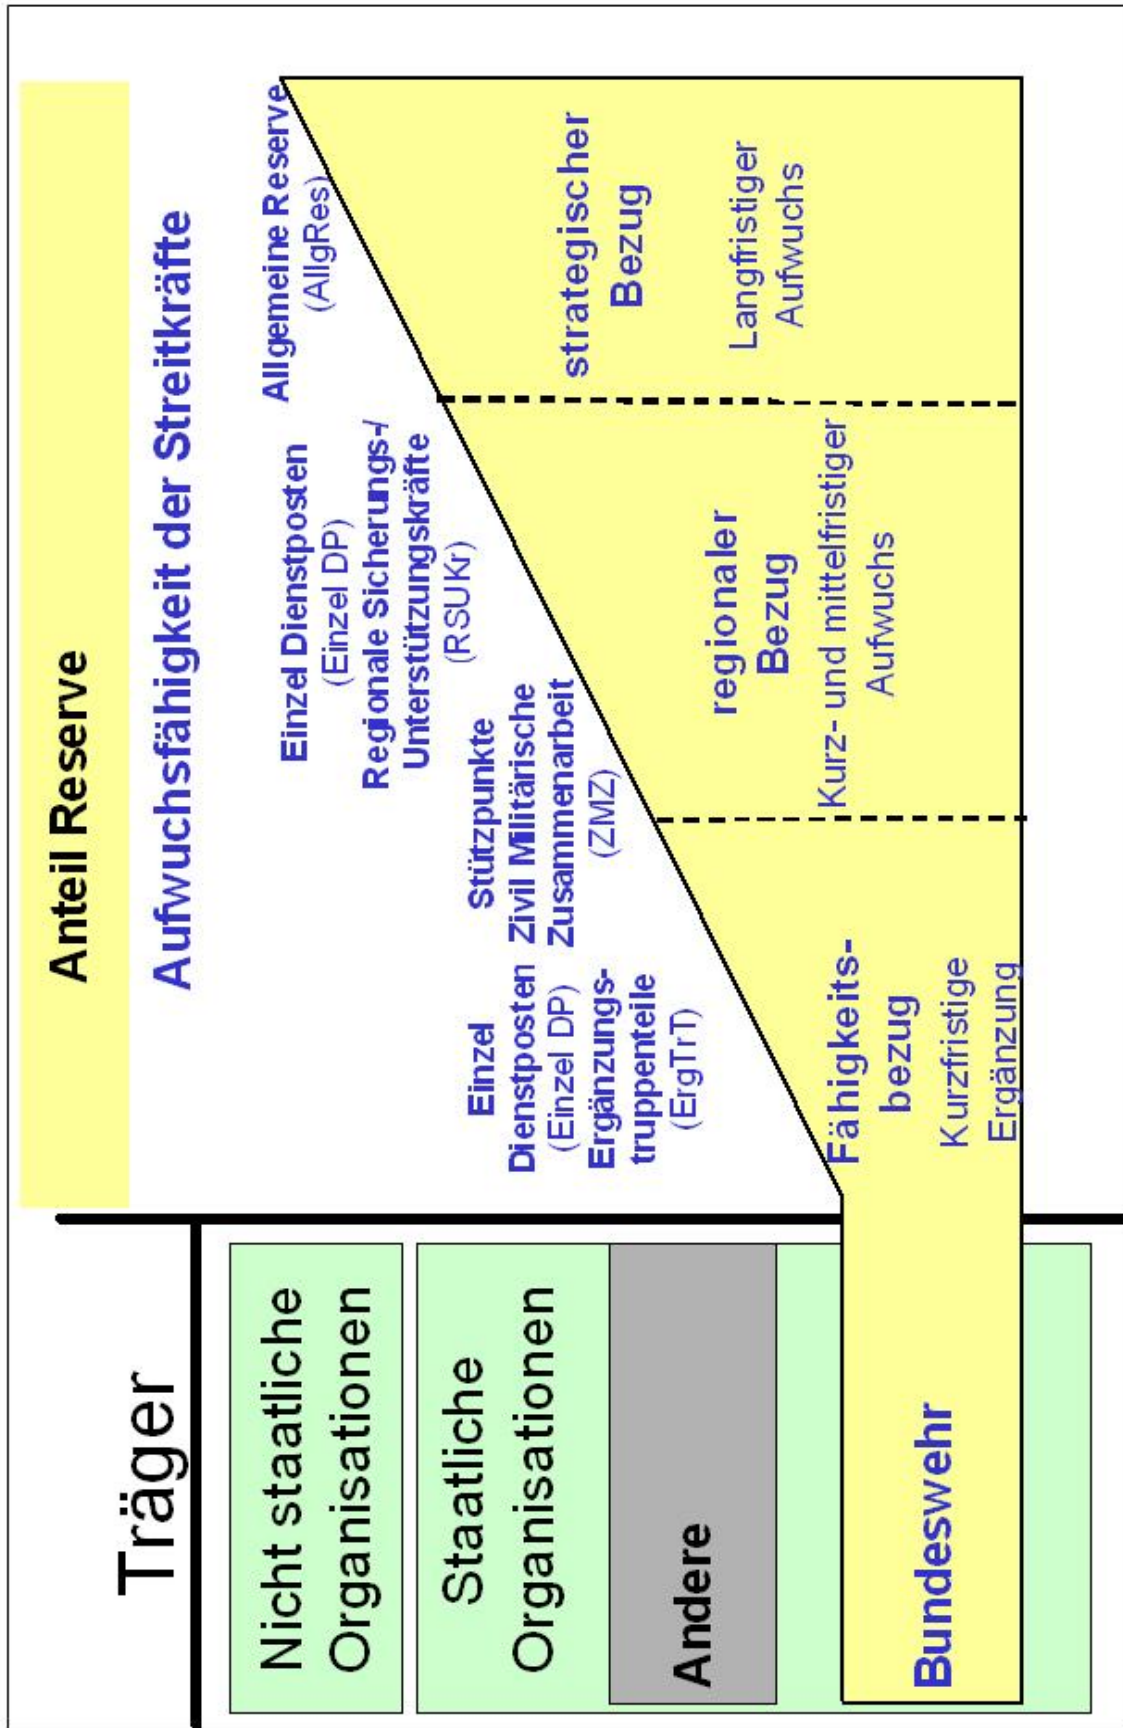 Träger
Nicht staatliche
Organisationen
Staatliche
Organisationen
Andere
Bundeswehr
Anteil Reserve
Aufwuchsfähigkeit der Streitkräfte
Einzel
Dienstposten
(Einzel DP)
Ergänzungs-
truppenteile
(ErgTrT)
Stützpunkte
Zivil Militärische
Zusammenarbeit
(ZMZ)
Einzel Dienstposten
(Einzel DP)
Regionale Sicherungs-/
Unterstützungskräfte
(RSUKr)
Allgemeine Reserve
(AllgRes)
Fähigkeits-
bezug
Kurzfristige
Ergänzung
regionaler
Bezug
Kurz- und mittelfristiger
Aufwuchs
strategischer
Bezug
Langfristiger
Aufwuchs